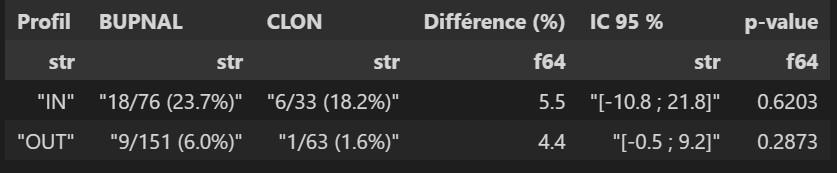 Profil BUPNAL CLON Différence (%) IC 95 % p-value
str str str f64 str f64
"IN" "18/76 (23.7%)" "6/33 (18.2%)" 5.5 "[-10.8 ; 21.8]" 0.6203
"OUT" "9/151 (6.0%)" "1/63 (1.6%)" 4.4 "[-0.5 ; 9.2]" 0.2873